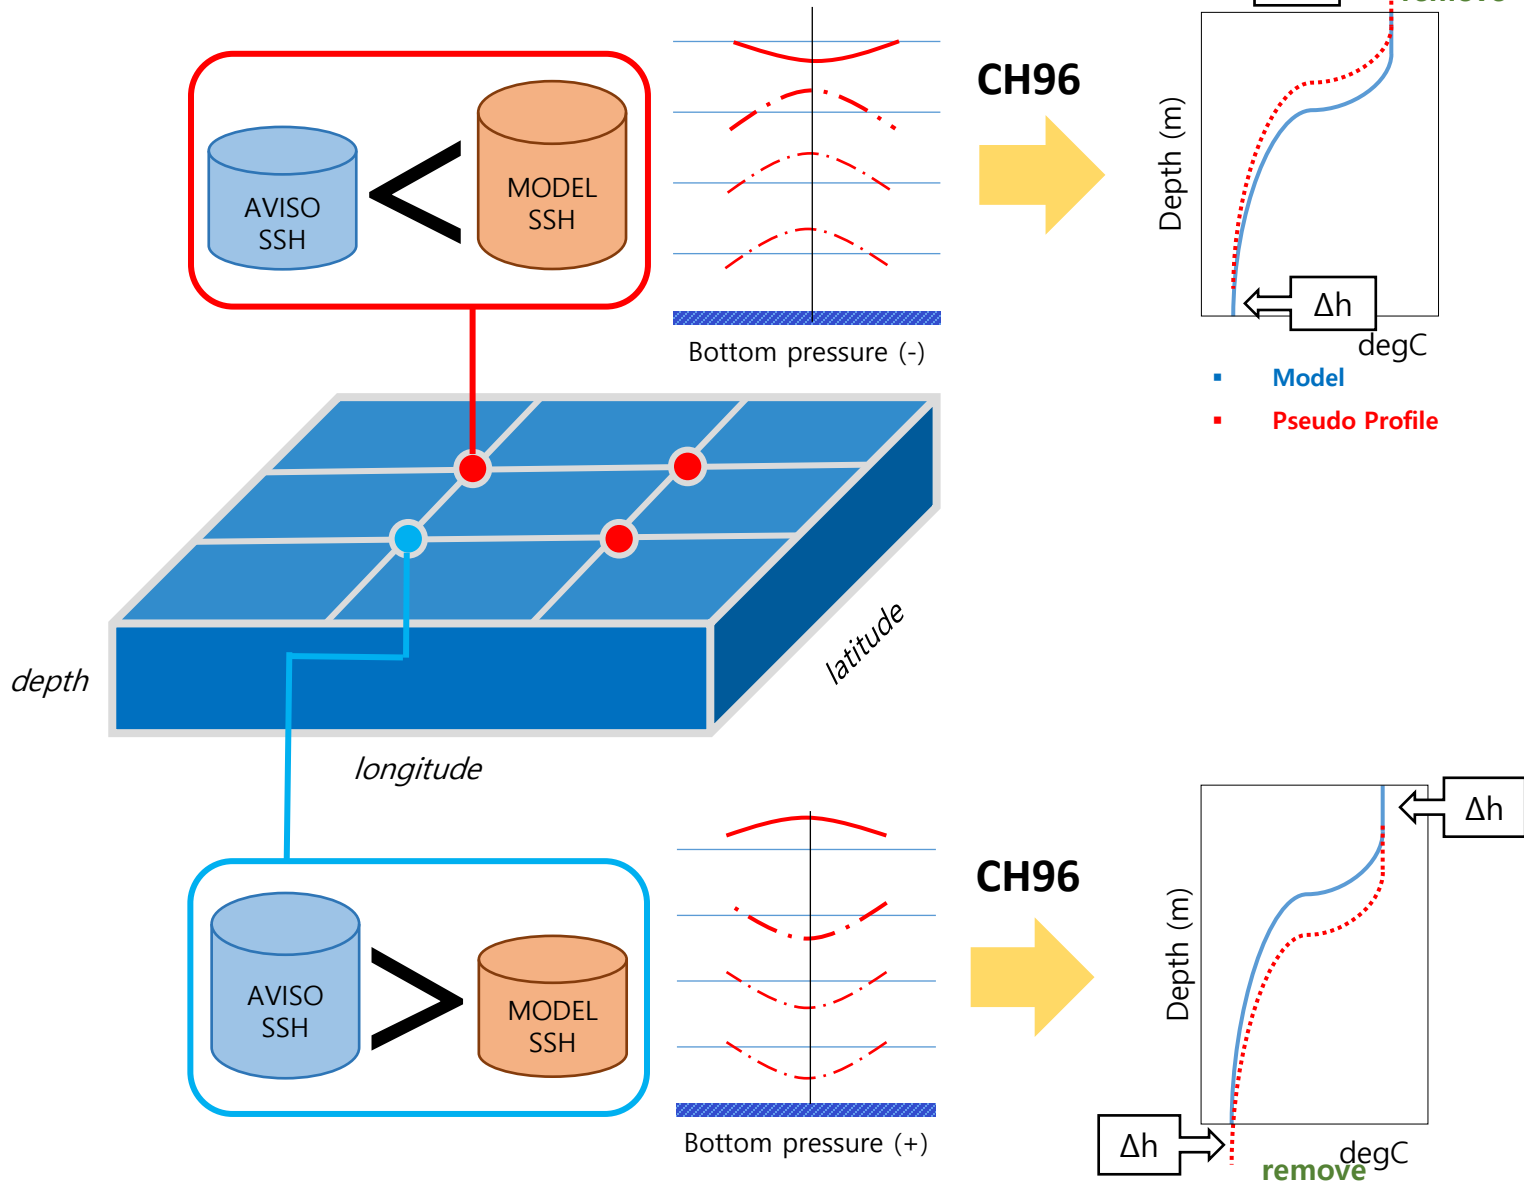 remove
CH96
AVISO
SSH
<
MODEL
SSH
Depth (m)
Δh
Bottom pressure (-)
degC
▪ Model
▪ Pseudo Profile
depth
latitude
longitude
Δh
CH96
Depth (m)
AVISO
SSH
>
MODEL
SSH
Bottom pressure (+)
Δh
degC
remove